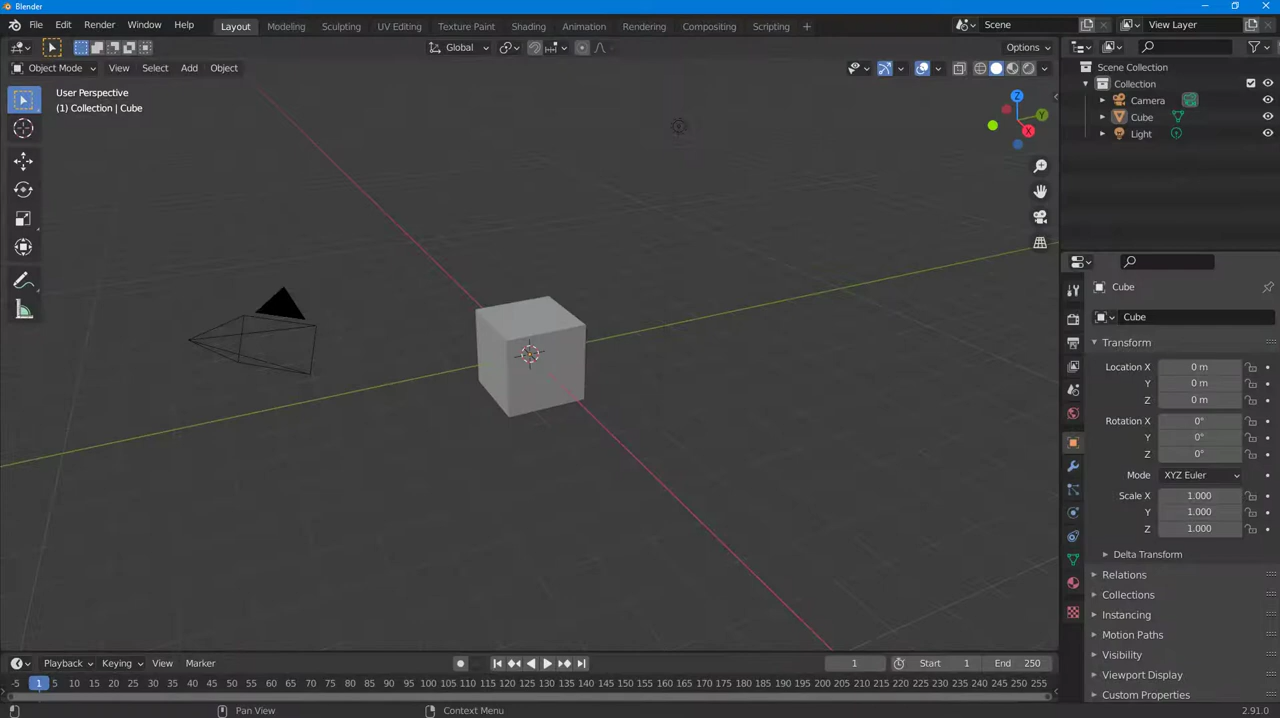 Blender
File Edit Render Window Help Layout Modeling Sculpting UV Editing Texture Paint Shading Animation Rendering Compositing Scripting + Scene View Layer
Global Options
Object Mode View Select Add Object
User Perspective
(1) Collection | Cube
Z
Y
X
Scene Collection
Collection
Camera
Cube
Light
Cube
Cube
Transform
Location X 0 m
Y 0 m
Z 0 m
Rotation X 0°
Y 0°
Z 0°
Mode XYZ Euler
Scale X 1.000
Y 1.000
Z 1.000
Delta Transform
Relations
Collections
Instancing
Motion Paths
Visibility
Viewport Display
Custom Properties
Playback Keying View Marker 1 Start 1 End 250
-5 1 5 10 15 20 25 30 35 40 45 50 55 60 65 70 75 80 85 90 95 100 105 110 115 120 125 130 135 140 145 150 155 160 165 170 175 180 185 190 195 200 205 210 215 220 225 230 235 240 245 250 255
Pan View Context Menu 2.91.0